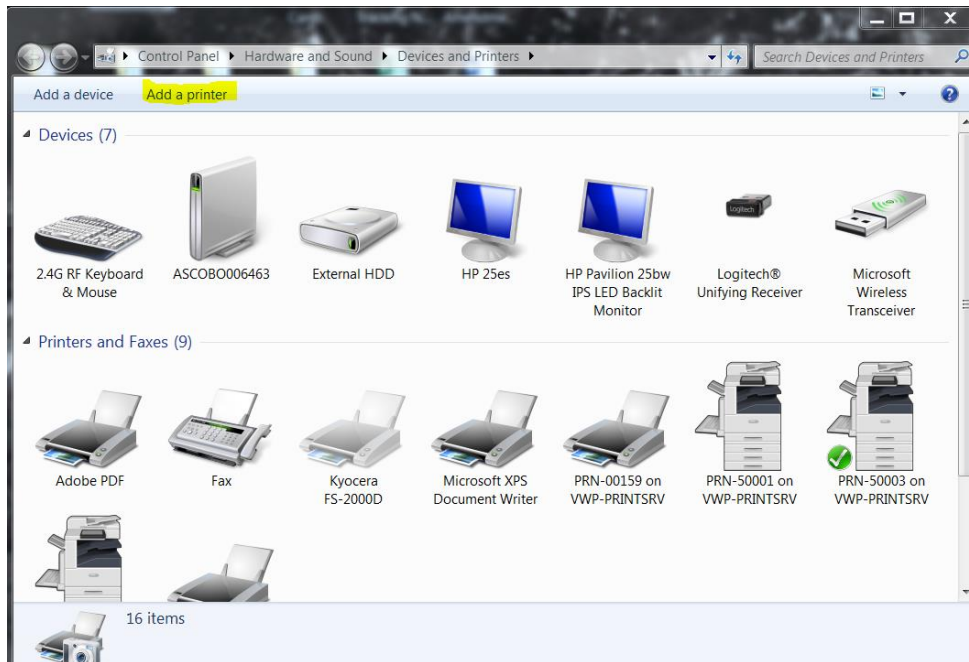 Control Panel Hardware and Sound Devices and Printers
Search Devices and Printers
Add a device Add a printer
Devices (7)
Logitech
2.4G RF Keyboard
& Mouse
ASCOBO006463
External HDD
HP 25es
HP Pavilion 25bw
IPS LED Backlit
Monitor
Logitech®
Unifying Receiver
Microsoft
Wireless
Transceiver
Printers and Faxes (9)
Adobe PDF
Fax
Kyocera
FS-2000D
Microsoft XPS
Document Writer
PRN-00159 on
VWP-PRINTSRV
PRN-50001 on
VWP-PRINTSRV
PRN-50003 on
VWP-PRINTSRV
16 items